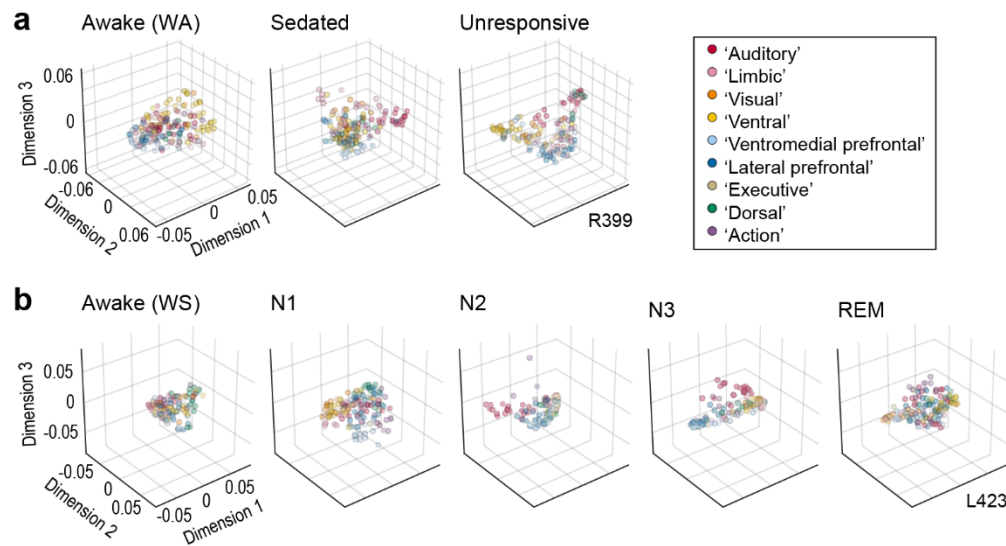 a
Awake (WA)
Sedated
Unresponsive
Dimension 3
0.06
0
-0.06
-0.06
0
0.06
Dimension 2
-0.05
0
0.05
Dimension 1
R399
‘Auditory’
‘Limbic’
‘Visual’
‘Ventral’
‘Ventromedial prefrontal’
‘Lateral prefrontal’
‘Executive’
‘Dorsal’
‘Action’
b
Awake (WS)
N1
N2
N3
REM
Dimension 3
0.05
0
-0.05
-0.05
0
0.05
Dimension 2
-0.05
0
0.05
Dimension 1
L423